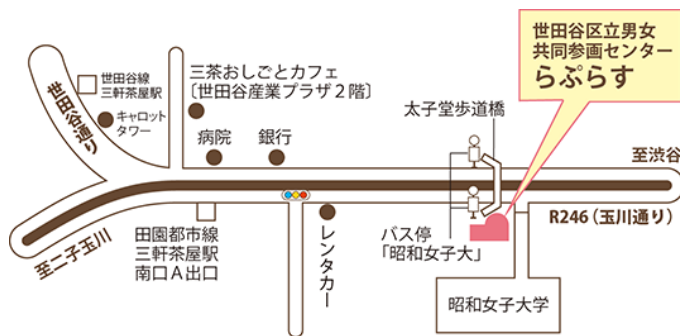 世田谷区立男女
共同参画センター
らぷらす
世田谷通り
世田谷線
三軒茶屋駅
キャロット
タワー
三茶おしごとカフェ
〔世田谷産業プラザ2階〕
病院
銀行
太子堂歩道橋
至渋谷
R246（玉川通り）
至二子玉川
田園都市線
三軒茶屋駅
南口A出口
レンタカー
バス停
「昭和女子大」
昭和女子大学